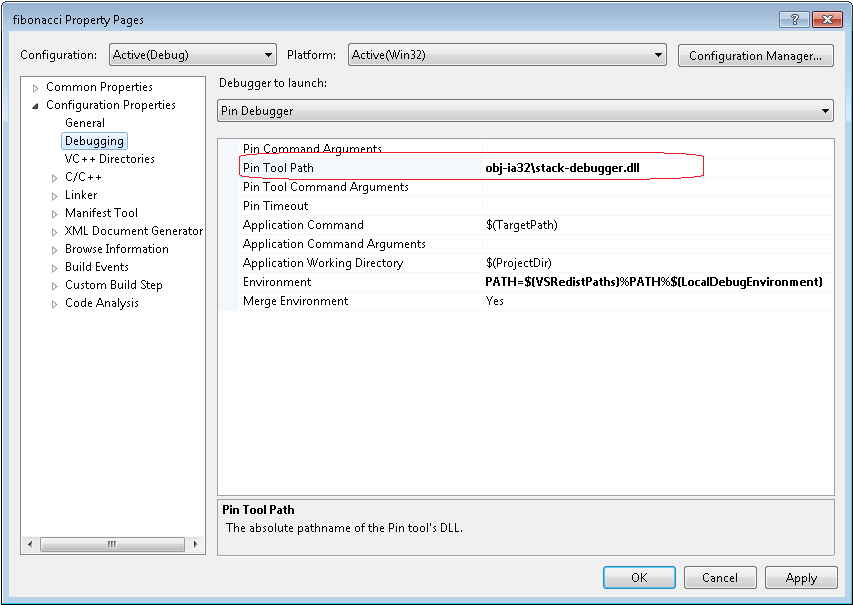 fibonacci Property Pages
Configuration: Active(Debug) Platform: Active(Win32) Configuration Manager...
Common Properties
Configuration Properties
General
Debugging
VC++ Directories
C/C++
Linker
Manifest Tool
XML Document Generator
Browse Information
Build Events
Custom Build Step
Code Analysis
Debugger to launch:
Pin Debugger
Pin Command Arguments
Pin Tool Path obj-ia32\stack-debugger.dll
Pin Tool Command Arguments
Pin Timeout
Application Command $(TargetPath)
Application Command Arguments
Application Working Directory $(ProjectDir)
Environment PATH=$(VSRedistPaths)%PATH%$(LocalDebugEnvironment)
Merge Environment Yes
Pin Tool Path
The absolute pathname of the Pin tool's DLL.
OK Cancel Apply